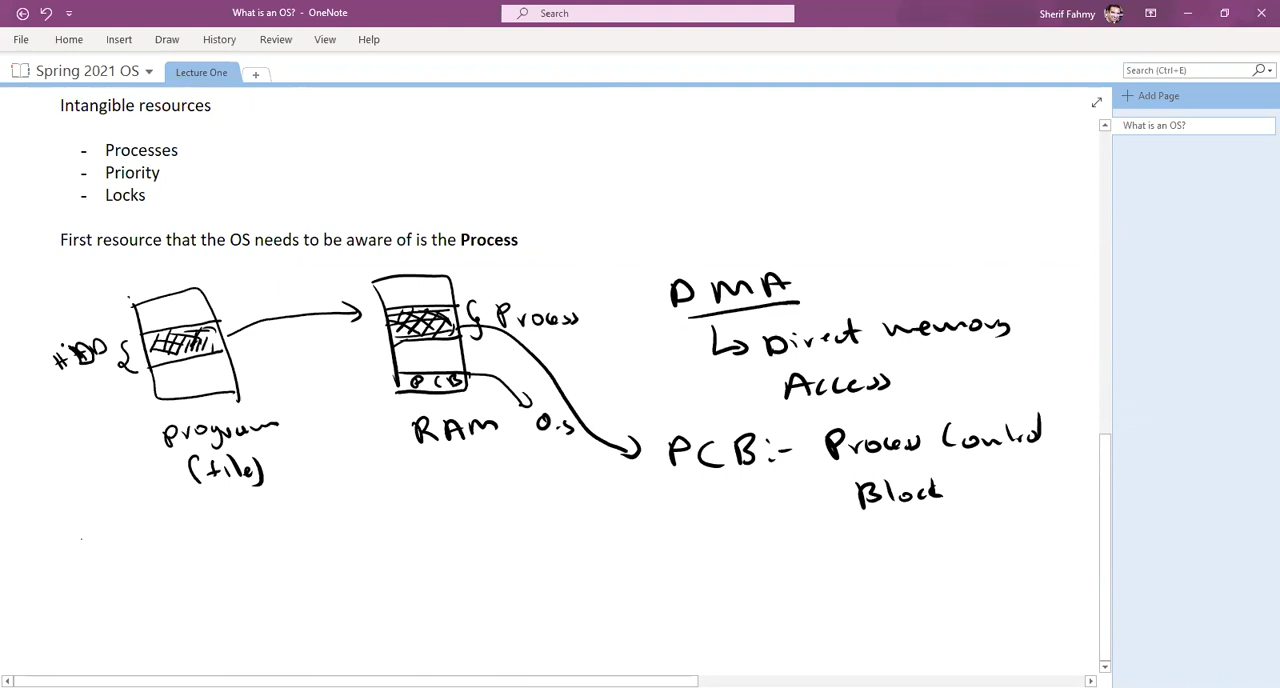 What is an OS? - OneNote
Search
Sherif Fahmy
File Home Insert Draw History Review View Help
Spring 2021 OS
Lecture One
+
Search (Ctrl+E)
Add Page
What is an OS?
Intangible resources
- Processes
- Priority
- Locks
First resource that the OS needs to be aware of is the Process
HDD
program
(file)
Process
PCB
RAM
O.S
DMA
Direct memory
Access
PCB:- Process Control
Block